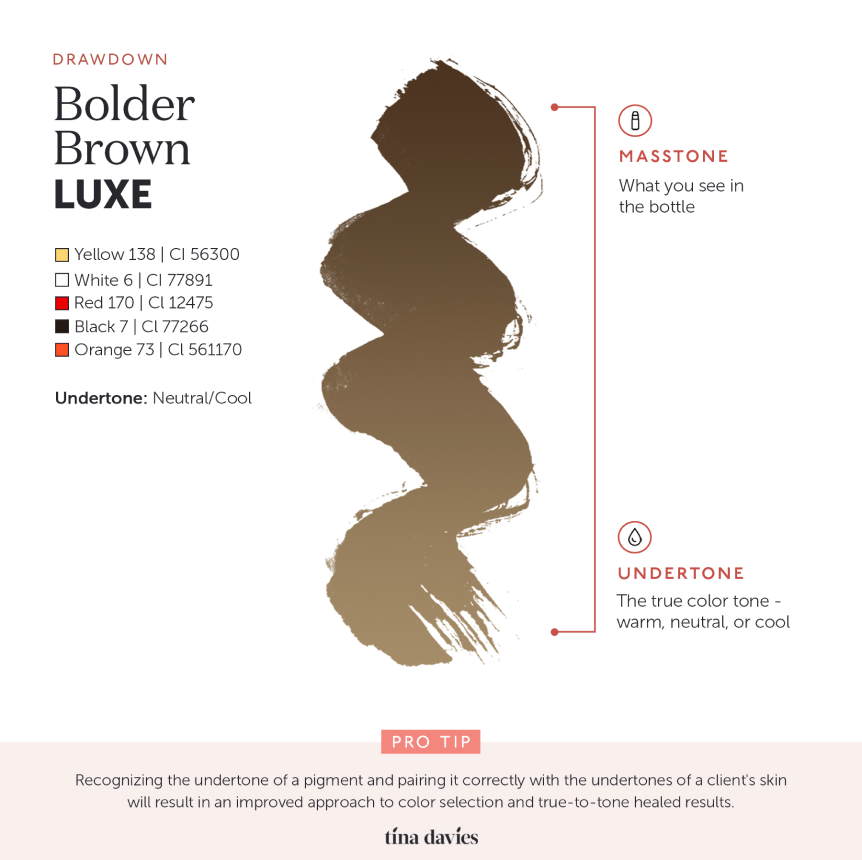 DRAWDOWN
Bolder
Brown
LUXE
Yellow 138 | CI 56300
White 6 | CI 77891
Red 170 | Cl 12475
Black 7 | Cl 77266
Orange 73 | Cl 561170
Undertone: Neutral/Cool
MASSTONE
What you see in
the bottle
UNDERTONE
The true color tone -
warm, neutral, or cool
PRO TIP
Recognizing the undertone of a pigment and pairing it correctly with the undertones of a client's skin
will result in an improved approach to color selection and true-to-tone healed results.
tína davíes